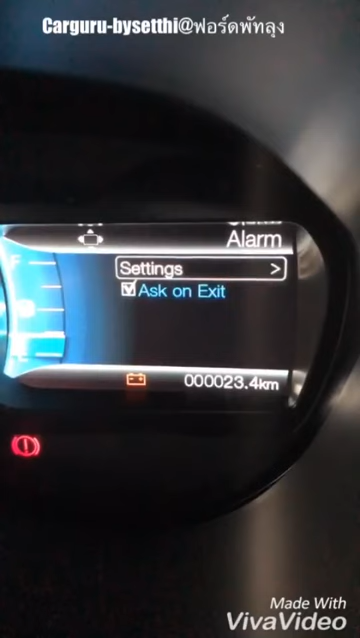 Carguru-bysetthi@ฟอร์ดพัทลุง
Alarm
Settings >
Ask on Exit
F
000023.4km
Made With
VivaVideo